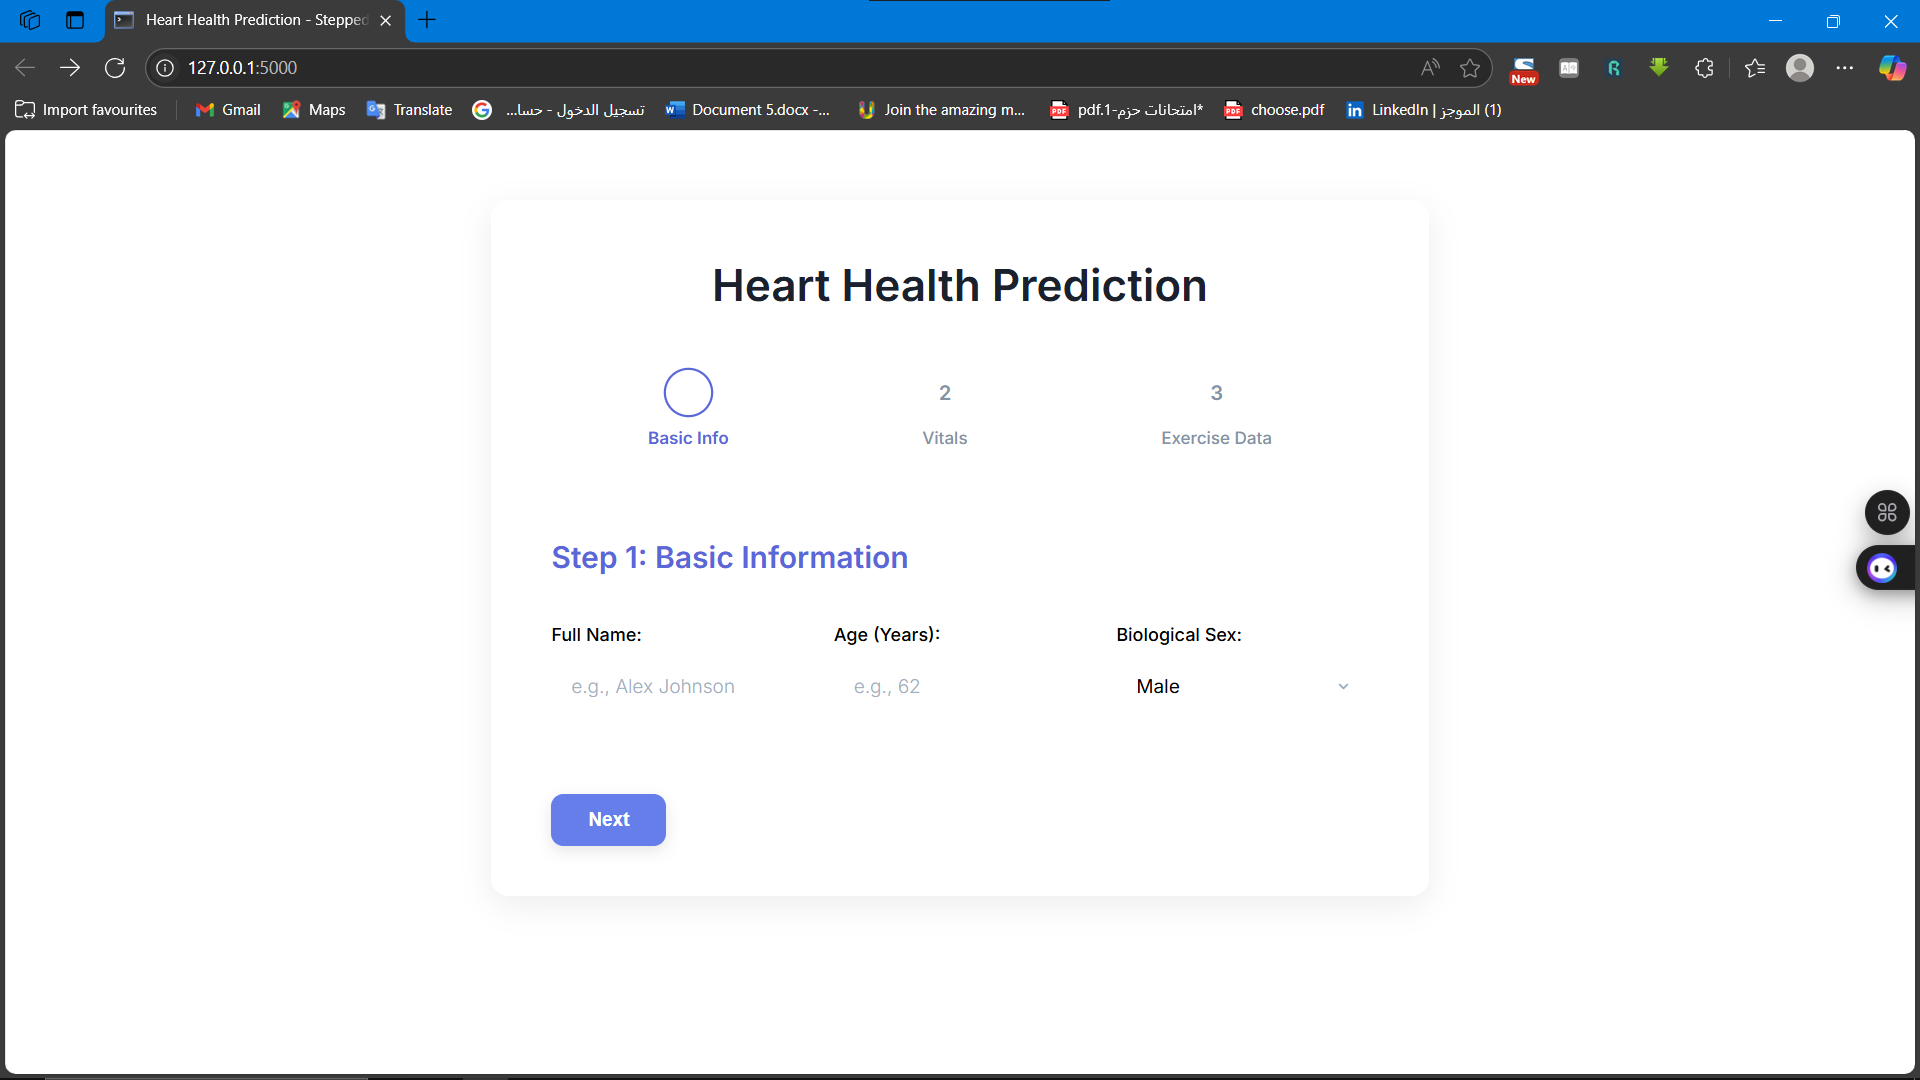 Heart Health Prediction - Stepped
127.0.0.1:5000
New
Import favourites
Gmail
Maps
Translate
تسجيل الدخول - حسا...
Document 5.docx -...
Join the amazing m...
امتحانات حزم-1.pdf*
choose.pdf
(1) الموجز | LinkedIn
Heart Health Prediction
2
3
Basic Info
Vitals
Exercise Data
Step 1: Basic Information
Full Name:
Age (Years):
Biological Sex:
e.g., Alex Johnson
e.g., 62
Male
Next